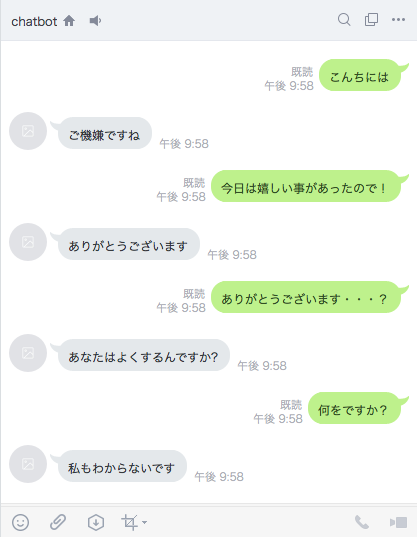 chatbot
こんちには
既読
午後 9:58
ご機嫌ですね
午後 9:58
今日は嬉しい事があったので！
既読
午後 9:58
ありがとうございます
午後 9:58
ありがとうございます・・・？
既読
午後 9:58
あなたはよくするんですか?
午後 9:58
何をですか？
既読
午後 9:58
私もわからないです
午後 9:58